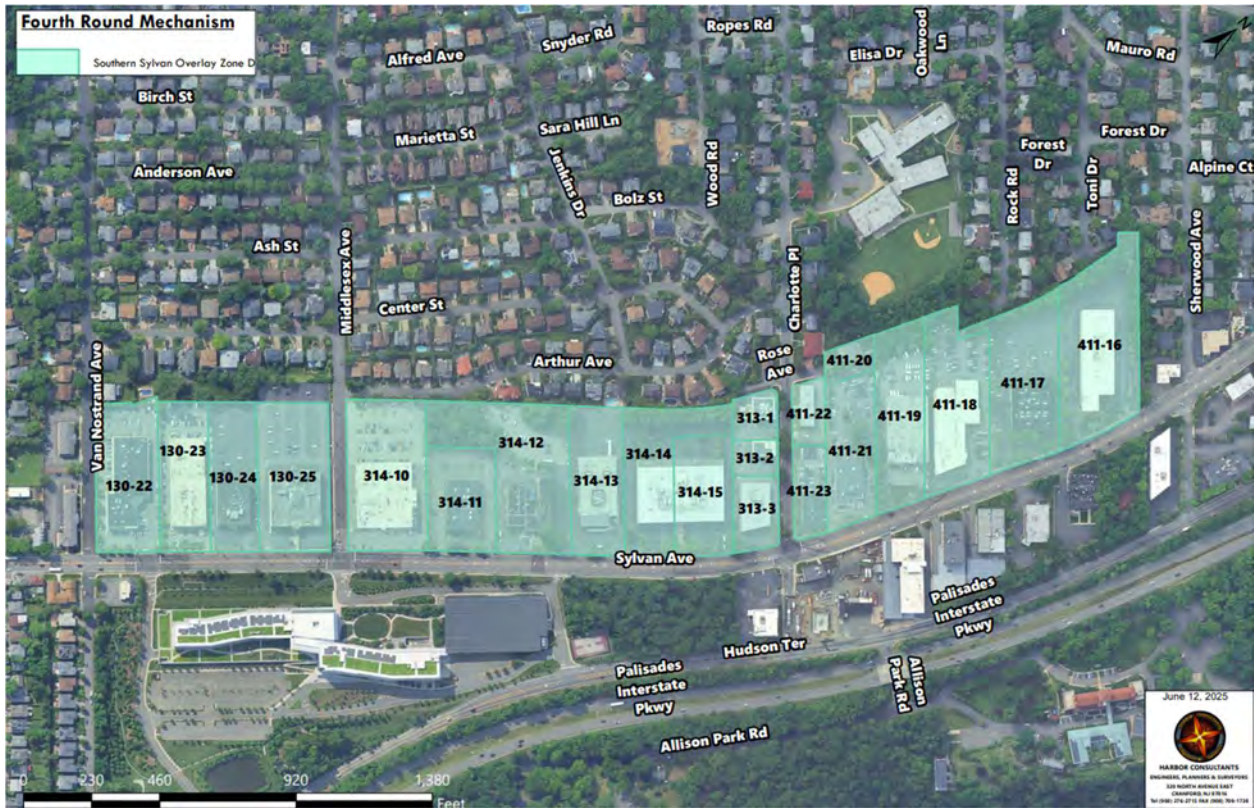 Fourth Round Mechanism
Southern Sylvan Overlay Zone D
N
Ropes Rd
Snyder Rd
Alfred Ave
Elisa Dr
Oakwood Ln
Mauro Rd
Birch St
Marietta St
Sara Hill Ln
Forest Dr
Forest Dr
Anderson Ave
Jenkins Dr
Wood Rd
Rock Rd
Toni Dr
Alpine Ct
Bolz St
Ash St
Middlesex Ave
Charlotte Pl
Sherwood Ave
Center St
Arthur Ave
Rose Ave
Van Nostrand Ave
411-20
411-16
411-17
411-18
411-19
411-22
313-1
130-23
314-12
313-2
411-21
130-22
130-24
130-25
314-10
314-11
314-13
314-14
314-15
313-3
411-23
Sylvan Ave
Palisades Interstate Pkwy
Hudson Ter
Palisades Interstate Pkwy
Allison Park Rd
Allison Park Rd
0 230 460 920 1,380
Feet
June 12, 2025
HARBOR CONSULTANTS
ENGINEERS, PLANNERS & SURVEYORS
320 NORTH AVENUE EAST
CRANFORD, NJ 07016